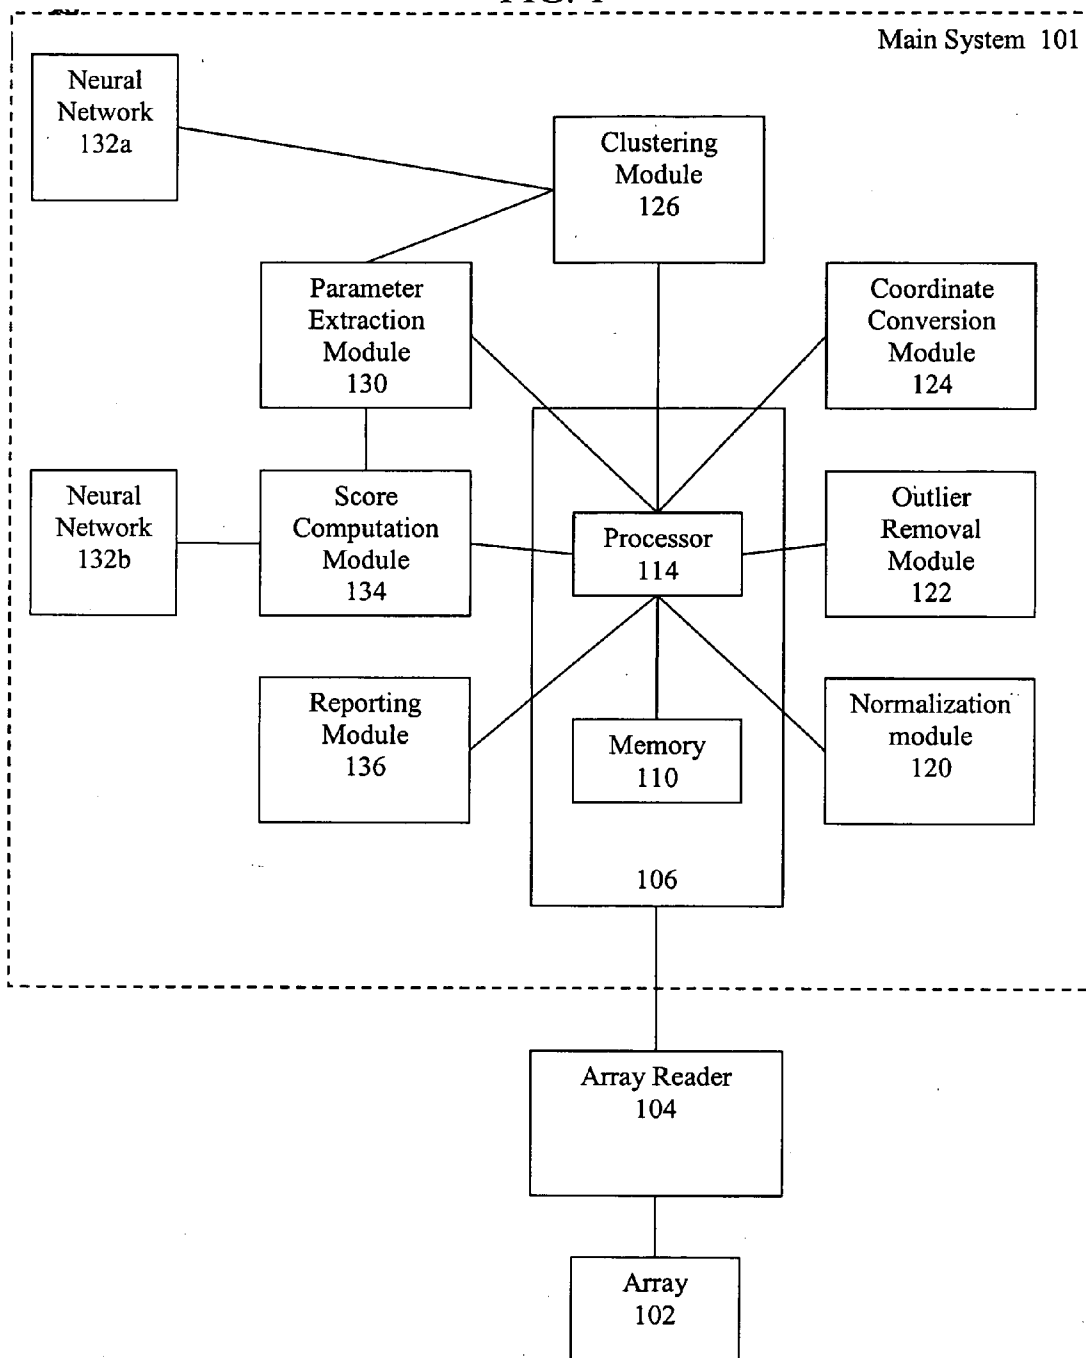 Main System 101
Neural
Network
132a
Clustering
Module
126
Parameter
Extraction
Module
130
Coordinate
Conversion
Module
124
Neural
Network
132b
Score
Computation
Module
134
Processor
114
Outlier
Removal
Module
122
Reporting
Module
136
Memory
110
Normalization
module
120
106
Array Reader
104
Array
102